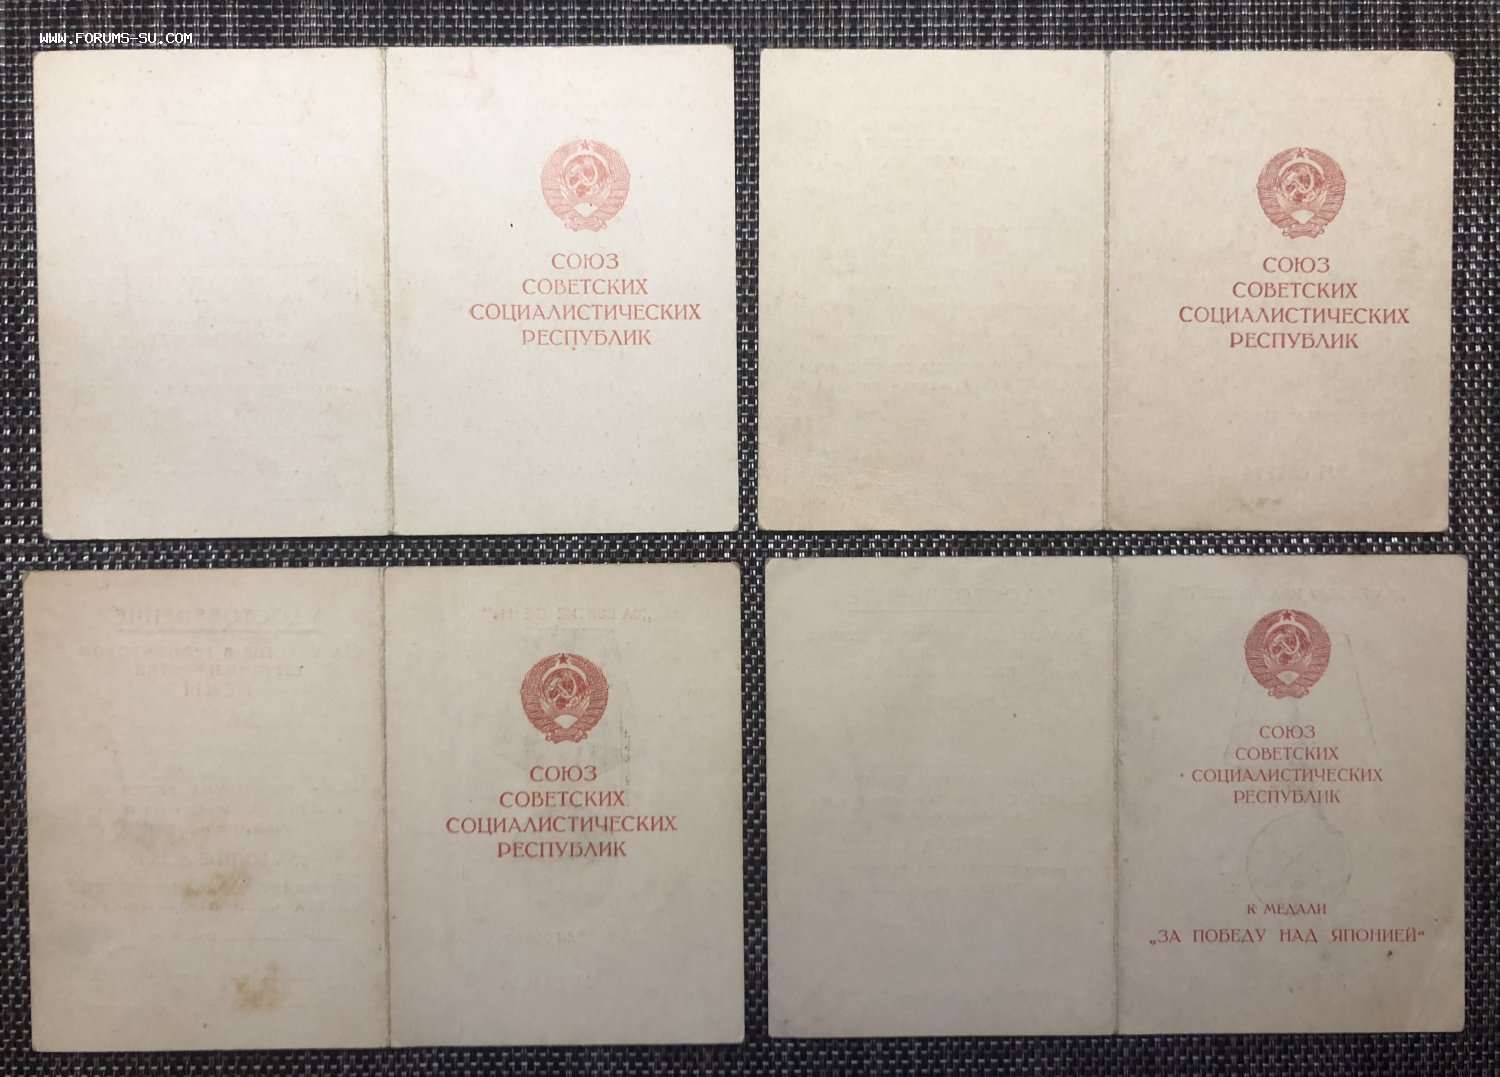 WWW.FORUMS-SU.COM
СОЮЗ
СОВЕТСКИХ
СОЦИАЛИСТИЧЕСКИХ
РЕСПУБЛИК
СОЮЗ
СОВЕТСКИХ
СОЦИАЛИСТИЧЕСКИХ
РЕСПУБЛИК
СОЮЗ
СОВЕТСКИХ
СОЦИАЛИСТИЧЕСКИХ
РЕСПУБЛИК
СОЮЗ
СОВЕТСКИХ
СОЦИАЛИСТИЧЕСКИХ
РЕСПУБЛИК
К МЕДАЛИ
„ЗА ПОБЕДУ НАД ЯПОНИЕЙ“